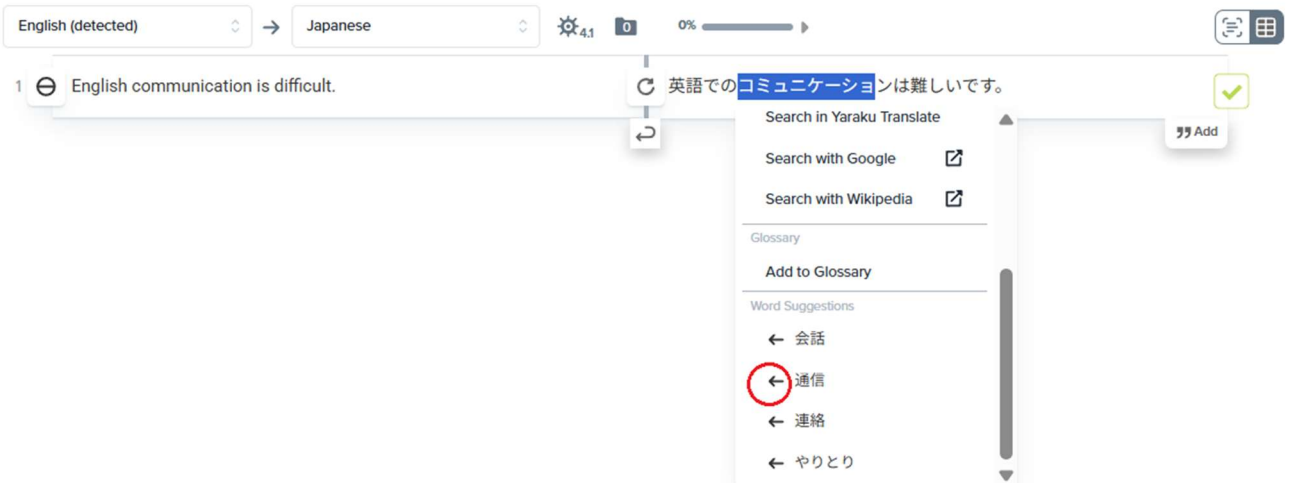 English (detected)
Japanese
4.1
0
0%
1
English communication is difficult.
英語でのコミュニケーションは難しいです。
Add
Search in Yaraku Translate
Search with Google
Search with Wikipedia
Glossary
Add to Glossary
Word Suggestions
会話
通信
連絡
やりとり